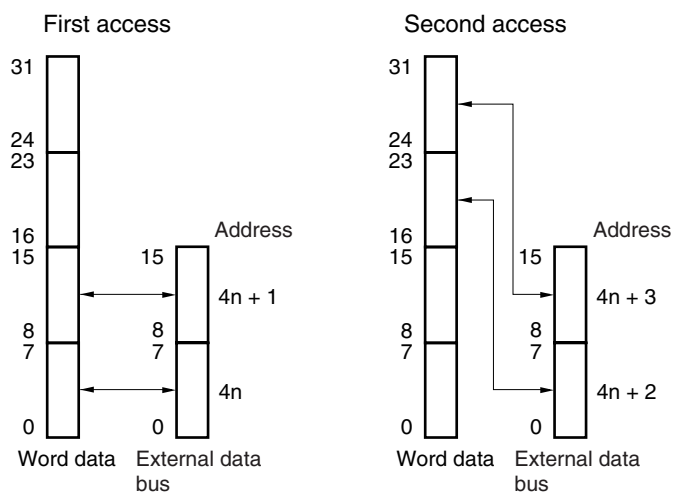 First access
31
24
23
16
15
8
7
0
Address
15
4n + 1
8
7
4n
0
Word data
External data
bus
Second access
31
24
23
16
15
8
7
0
Address
15
4n + 3
8
7
4n + 2
0
Word data
External data
bus